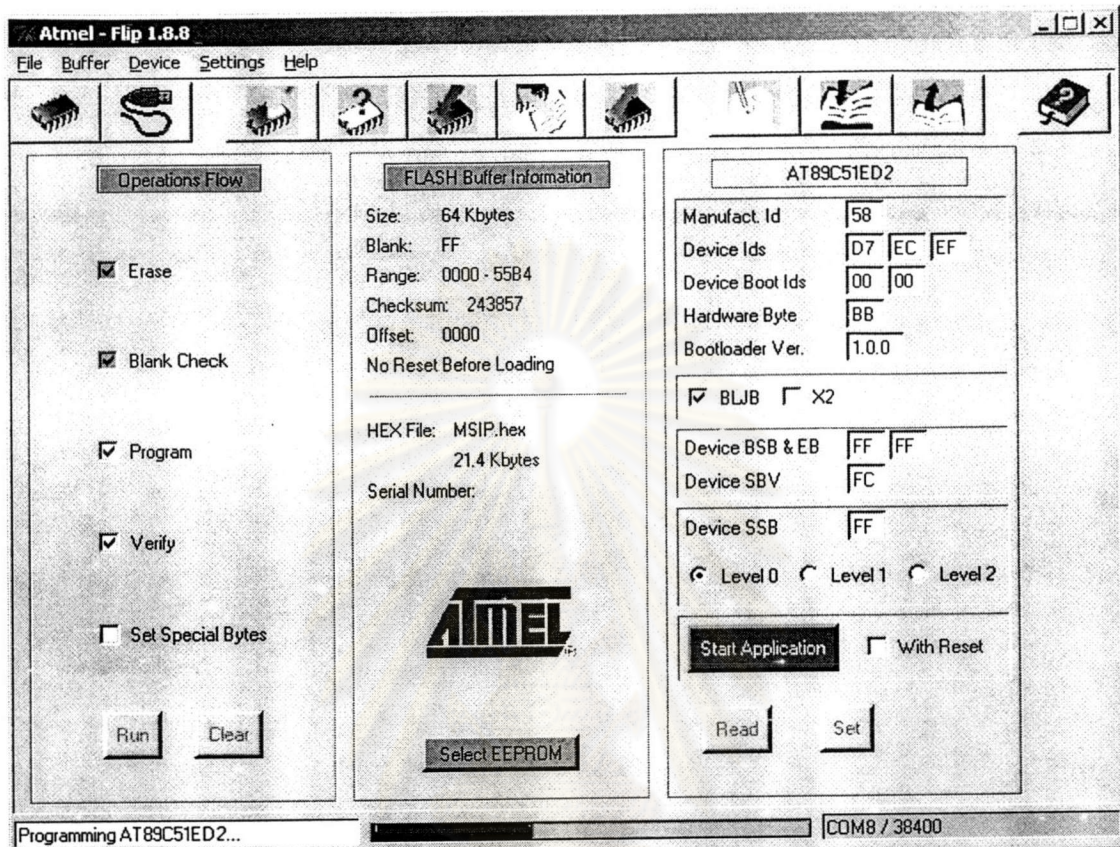 Atmel - Flip 1.8.8
File Buffer Device Settings Help
Operations Flow
Erase
Blank Check
Program
Verify
Set Special Bytes
Run Clear
FLASH Buffer Information
Size: 64 Kbytes
Blank: FF
Range: 0000 - 55B4
Checksum: 243857
Offset: 0000
No Reset Before Loading
HEX File: MSIP.hex
21.4 Kbytes
Serial Number:
ATMEL
Select EEPROM
AT89C51ED2
Manufact. Id 58
Device Ids D7 EC EF
Device Boot Ids 00 00
Hardware Byte BB
Bootloader Ver. 1.0.0
BLJB X2
Device BSB & EB FF FF
Device SBV FC
Device SSB FF
Level 0 Level 1 Level 2
Start Application With Reset
Read Set
Programming AT89C51ED2...
COM8 / 38400